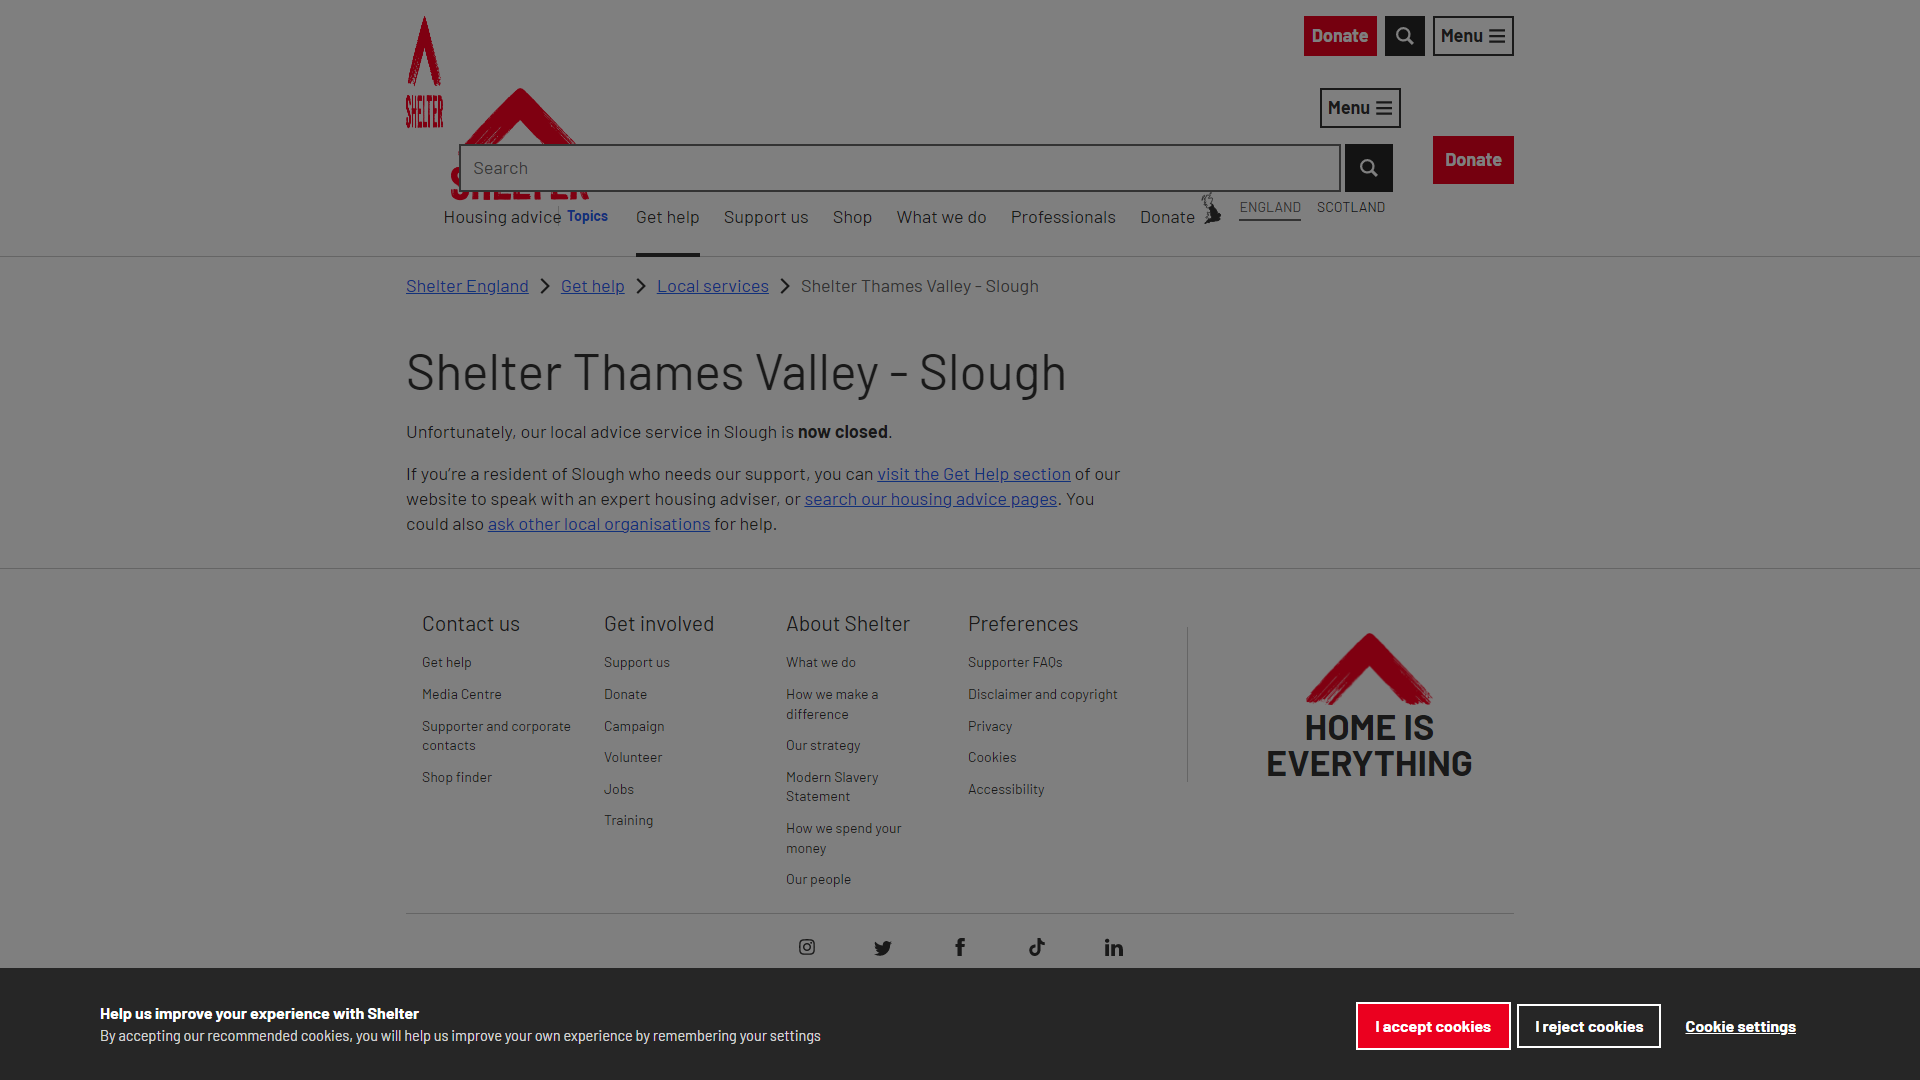 SHELTER
Donate
Menu
Menu
Search
Donate
SHELTER
Housing advice
Topics
Get help
Support us
Shop
What we do
Professionals
Donate
ENGLAND
SCOTLAND
Shelter England
Get help
Local services
Shelter Thames Valley - Slough
Shelter Thames Valley - Slough
Unfortunately, our local advice service in Slough is now closed.
If you’re a resident of Slough who needs our support, you can visit the Get Help section of our
website to speak with an expert housing adviser, or search our housing advice pages. You
could also ask other local organisations for help.
Contact us
Get help
Media Centre
Supporter and corporate
contacts
Shop finder
Get involved
Support us
Donate
Campaign
Volunteer
Jobs
Training
About Shelter
What we do
How we make a
difference
Our strategy
Modern Slavery
Statement
How we spend your
money
Our people
Preferences
Supporter FAQs
Disclaimer and copyright
Privacy
Cookies
Accessibility
HOME IS
EVERYTHING
Help us improve your experience with Shelter
By accepting our recommended cookies, you will help us improve your own experience by remembering your settings
I accept cookies
I reject cookies
Cookie settings